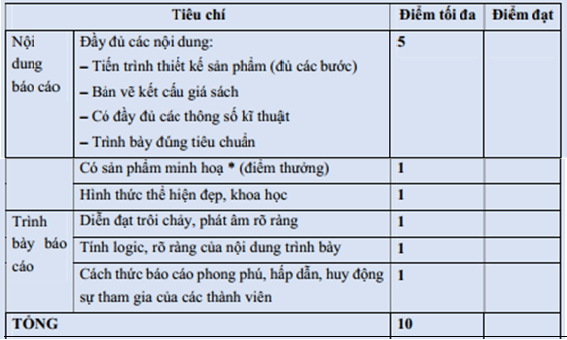 Tiêu chí Điểm tối đa Điểm đạt
Nội Đầy đủ các nội dung: 5
dung – Tiến trình thiết kế sản phẩm (đủ các bước)
báo cáo – Bản vẽ kết cấu giá sách
– Có đầy đủ các thông số kĩ thuật
– Trình bày đúng tiêu chuẩn
Có sản phẩm minh hoạ * (điểm thưởng) 1
Hình thức thể hiện đẹp, khoa học 1
Trình Diễn đạt trôi chảy, phát âm rõ ràng 1
bày báo Tính logic, rõ ràng của nội dung trình bày 1
cáo Cách thức báo cáo phong phú, hấp dẫn, huy động 1
sự tham gia của các thành viên
TỔNG 10